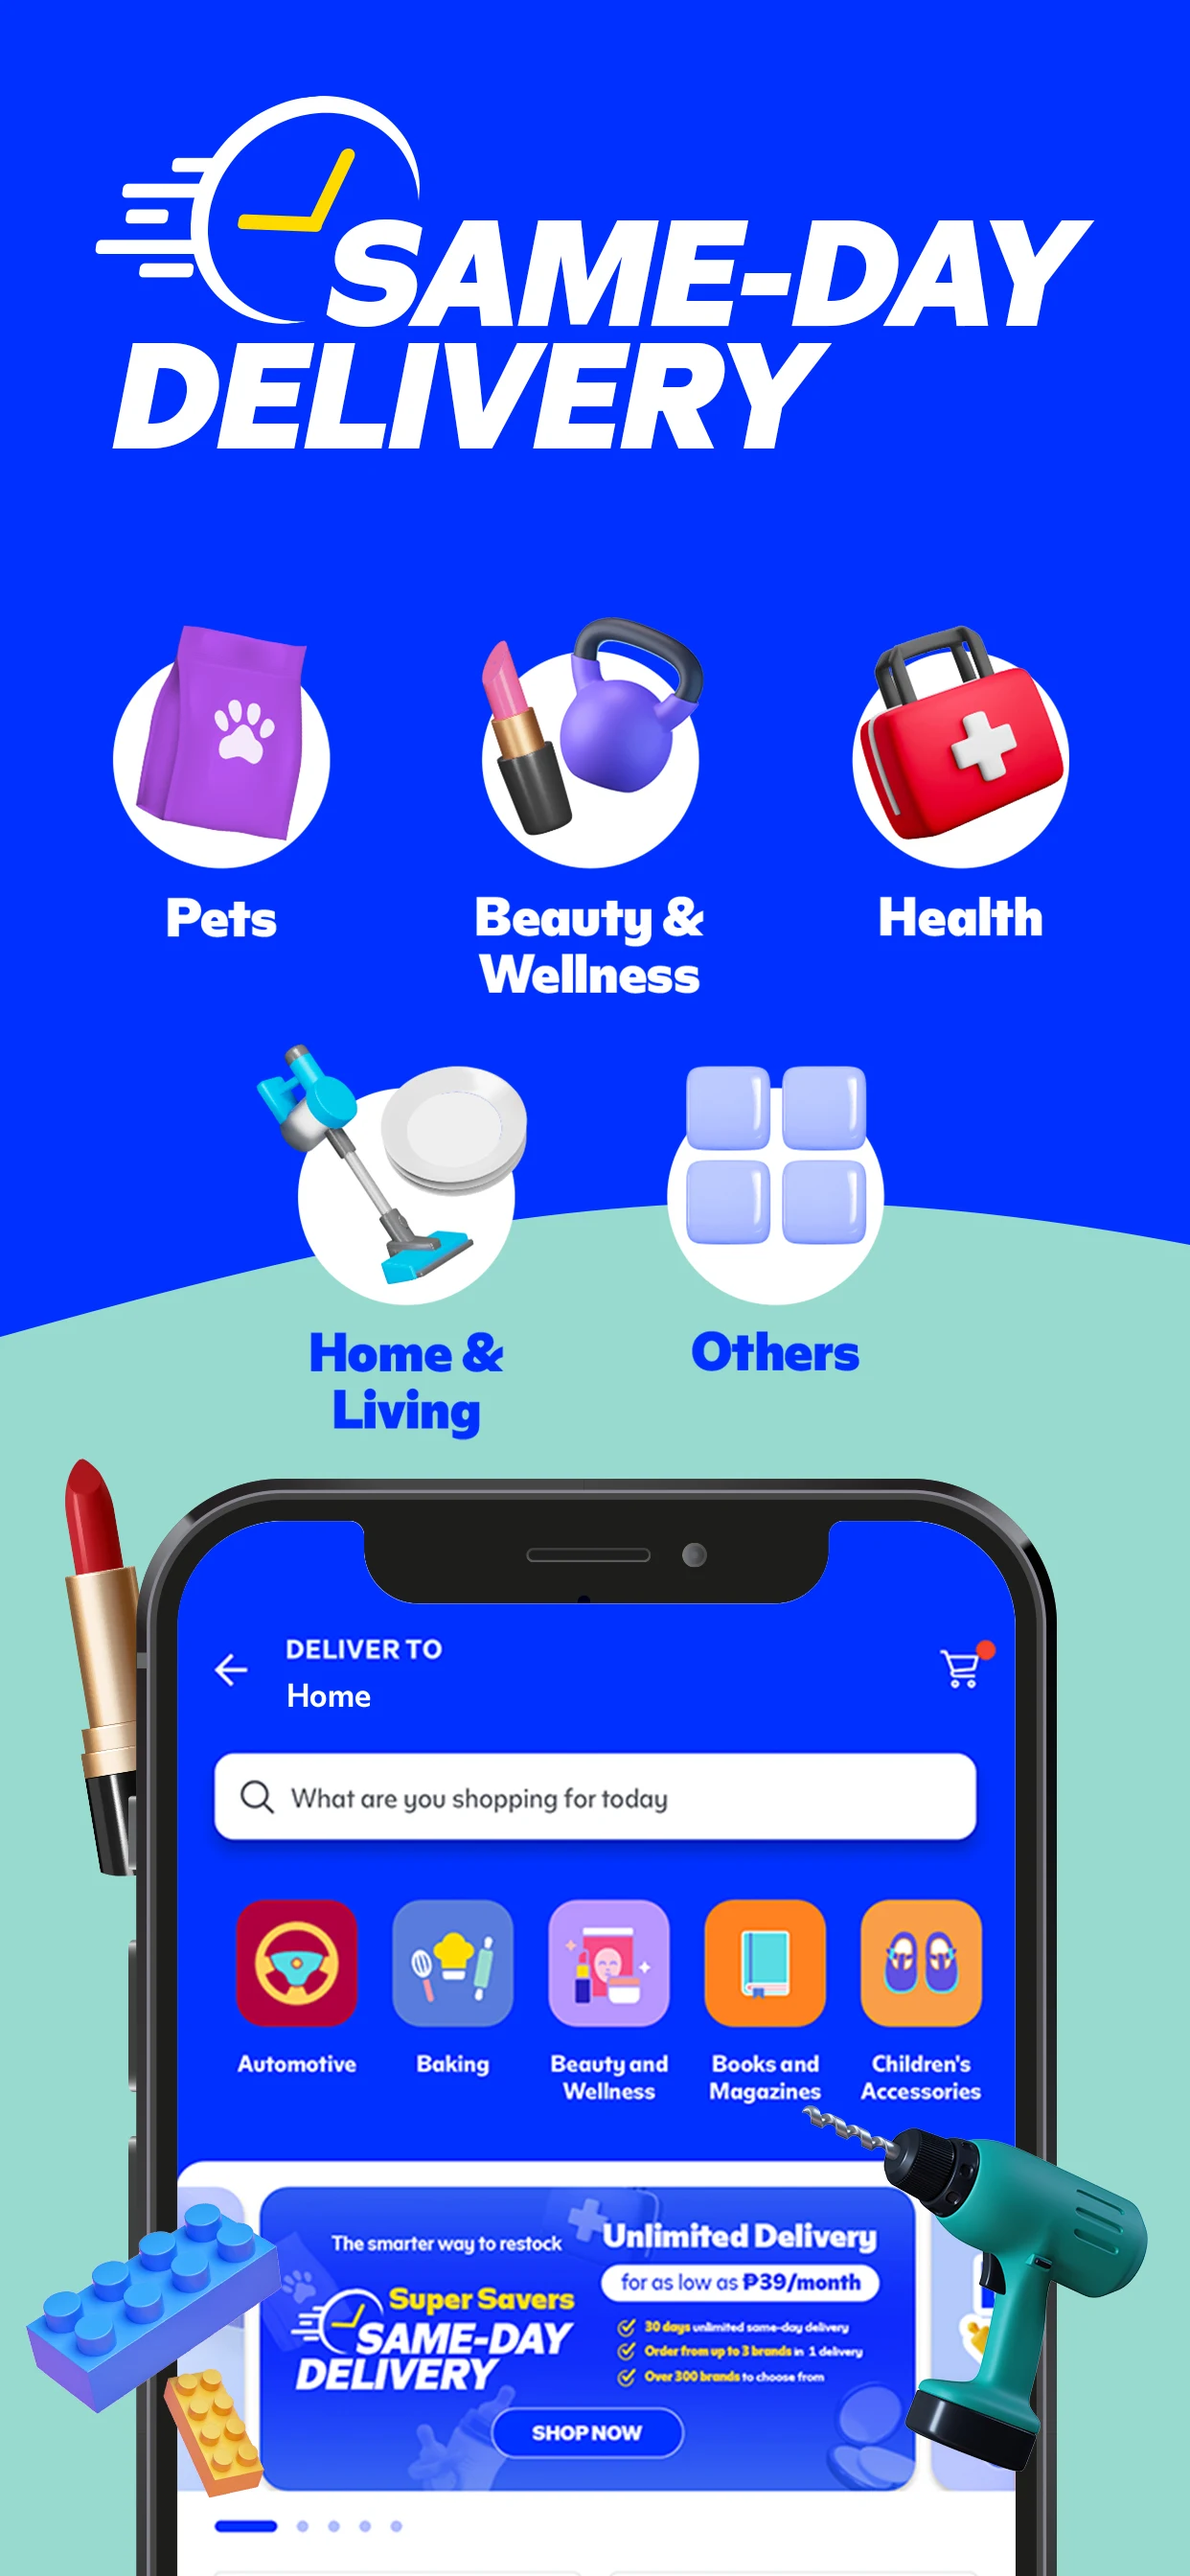 SAME-DAY
DELIVERY
Pets
Beauty &
Wellness
Health
Home &
Living
Others
DELIVER TO
Home
What are you shopping for today
Automotive
Baking
Beauty and
Wellness
Books and
Magazines
Children's
Accessories
The smarter way to restock
Super Savers
SAME-DAY
DELIVERY
Unlimited Delivery
for as low as ₱39/month
30 days unlimited same-day delivery
Order from up to 3 brands in 1 delivery
Over 300 brands to choose from
SHOP NOW